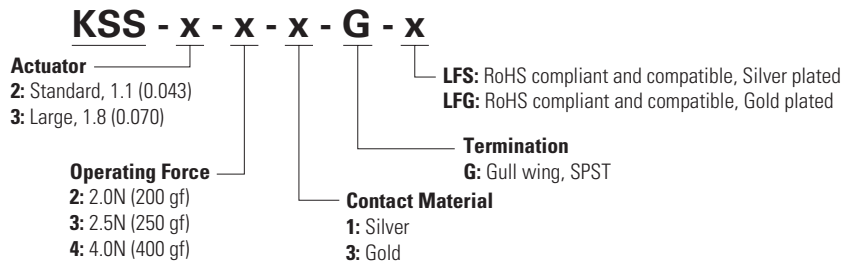 KSS - x - x - x - G - x
Actuator
2: Standard, 1.1 (0.043)
3: Large, 1.8 (0.070)
LFS: RoHS compliant and compatible, Silver plated
LFG: RoHS compliant and compatible, Gold plated
Termination
G: Gull wing, SPST
Operating Force
2: 2.0N (200 gf)
3: 2.5N (250 gf)
4: 4.0N (400 gf)
Contact Material
1: Silver
3: Gold